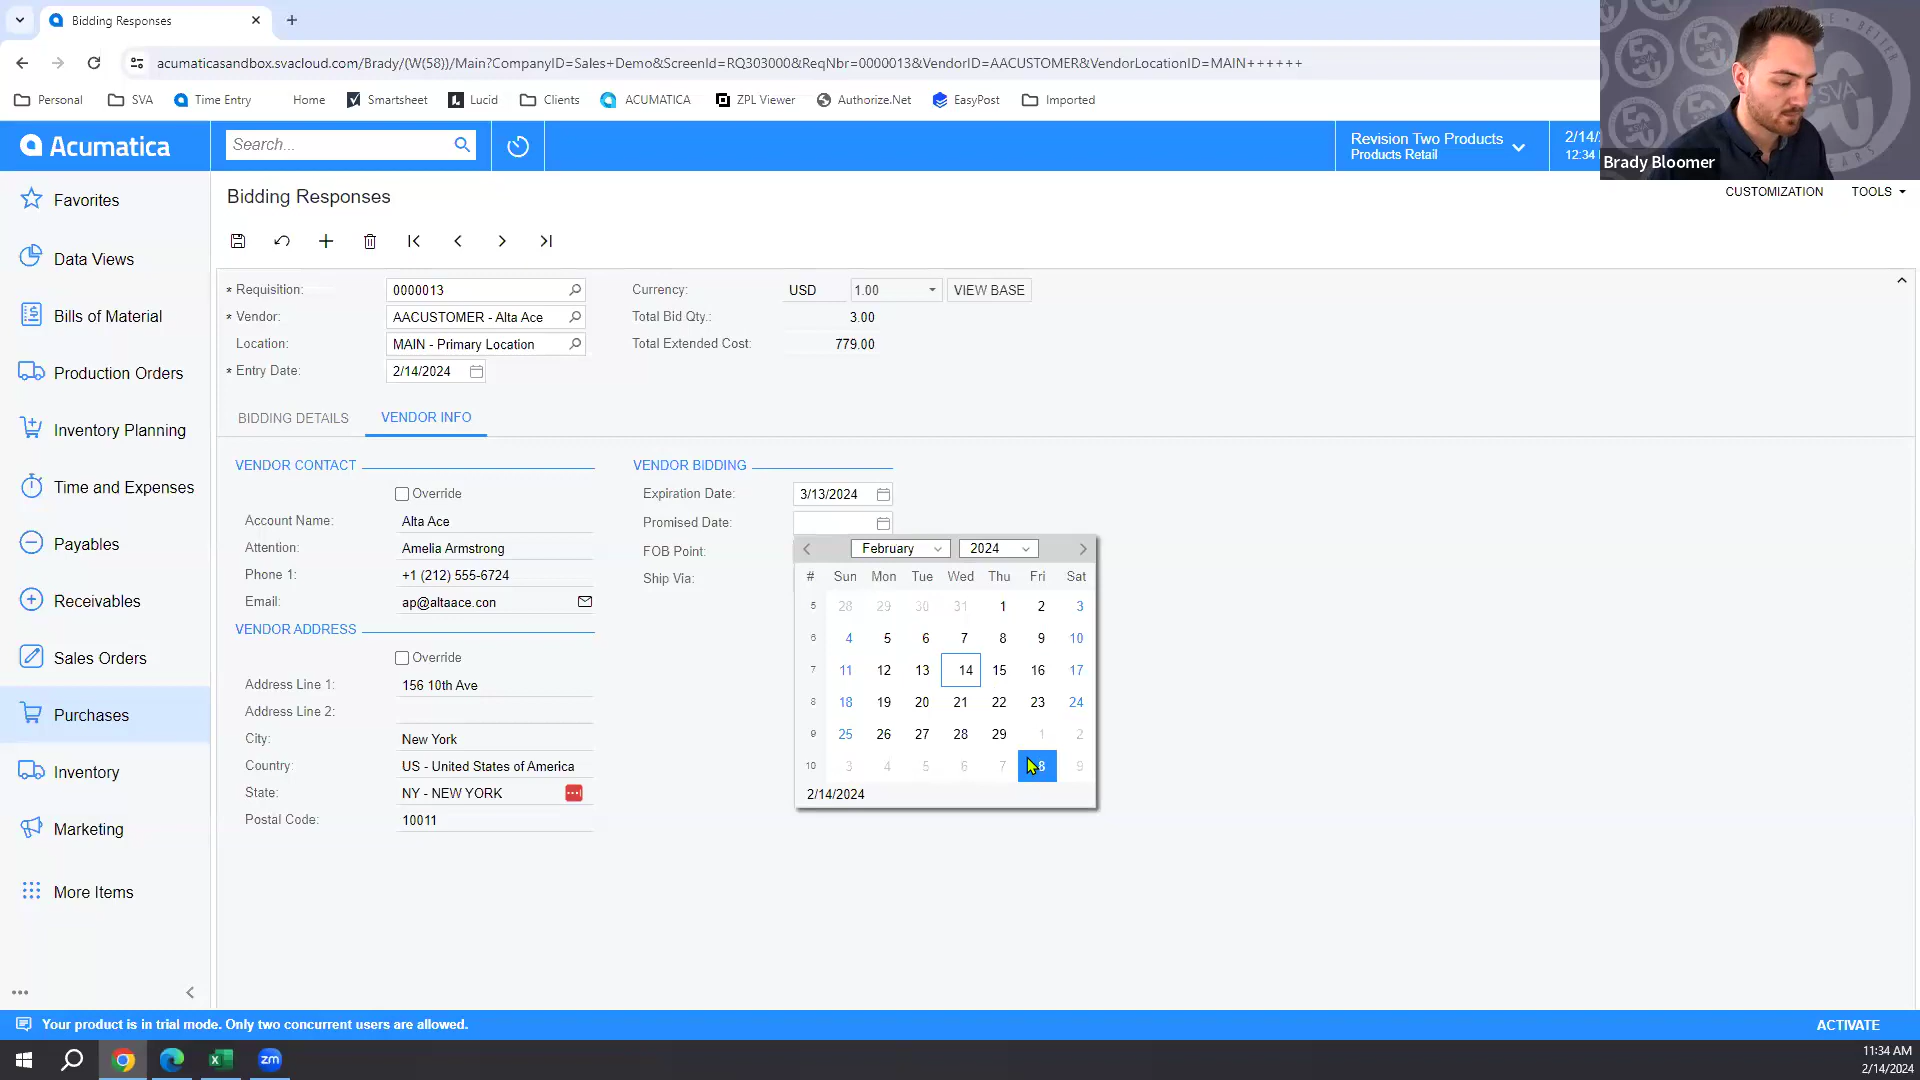 Bidding Responses
acumaticasandbox.svacloud.com/Brady/(W(58))/Main?CompanyID=Sales+Demo&ScreenId=RQ303000&ReqNbr=0000013&VendorID=AACUSTOMER&VendorLocationID=MAIN++++++
Personal SVA Time Entry Home Smartsheet Lucid Clients ACUMATICA ZPL Viewer Authorize.Net EasyPost Imported
Acumatica
Search...
Revision Two Products
Products Retail
2/14/
12:34
Brady Bloomer
CUSTOMIZATION TOOLS
Favorites
Data Views
Bills of Material
Production Orders
Inventory Planning
Time and Expenses
Payables
Receivables
Sales Orders
Purchases
Inventory
Marketing
More Items
Bidding Responses
* Requisition: 0000013
* Vendor: AACUSTOMER - Alta Ace
Location: MAIN - Primary Location
* Entry Date: 2/14/2024
Currency: USD 1.00 VIEW BASE
Total Bid Qty.: 3.00
Total Extended Cost: 779.00
BIDDING DETAILS VENDOR INFO
VENDOR CONTACT
Override
Account Name: Alta Ace
Attention: Amelia Armstrong
Phone 1: +1 (212) 555-6724
Email: ap@altaace.con
VENDOR ADDRESS
Override
Address Line 1: 156 10th Ave
Address Line 2:
City: New York
Country: US - United States of America
State: NY - NEW YORK
Postal Code: 10011
VENDOR BIDDING
Expiration Date: 3/13/2024
Promised Date:
FOB Point:
Ship Via:
February 2024
# Sun Mon Tue Wed Thu Fri Sat
5 28 29 30 31 1 2 3
6 4 5 6 7 8 9 10
7 11 12 13 14 15 16 17
8 18 19 20 21 22 23 24
9 25 26 27 28 29 1 2
10 3 4 5 6 7 8 9
2/14/2024
Your product is in trial mode. Only two concurrent users are allowed.
ACTIVATE
zm
11:34 AM
2/14/2024